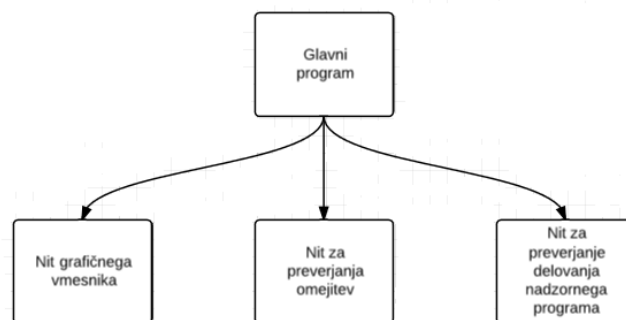 Glavni
program
Nit grafičnega
vmesnika
Nit za
preverjanja
omejitev
Nit za
preverjanje
delovanja
nadzornega
programa